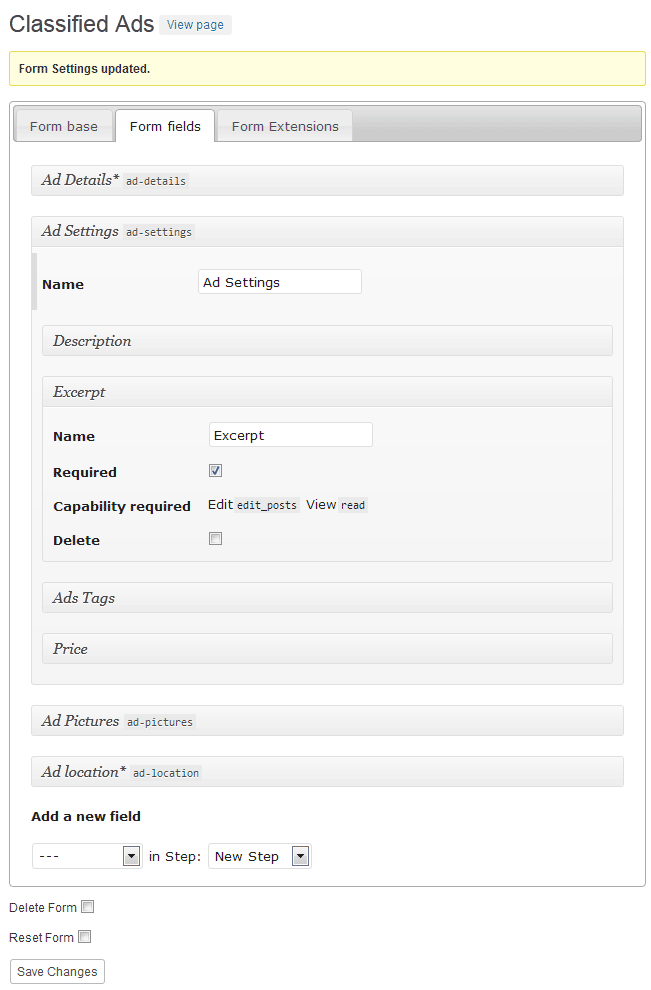 Classified Ads View page
Form Settings updated.
Form base Form fields Form Extensions
Ad Details* ad-details
Ad Settings ad-settings
Name Ad Settings
Description
Excerpt
Name Excerpt
Required
Capability required Edit edit_posts View read
Delete
Ads Tags
Price
Ad Pictures ad-pictures
Ad location* ad-location
Add a new field
--- in Step: New Step
Delete Form
Reset Form
Save Changes